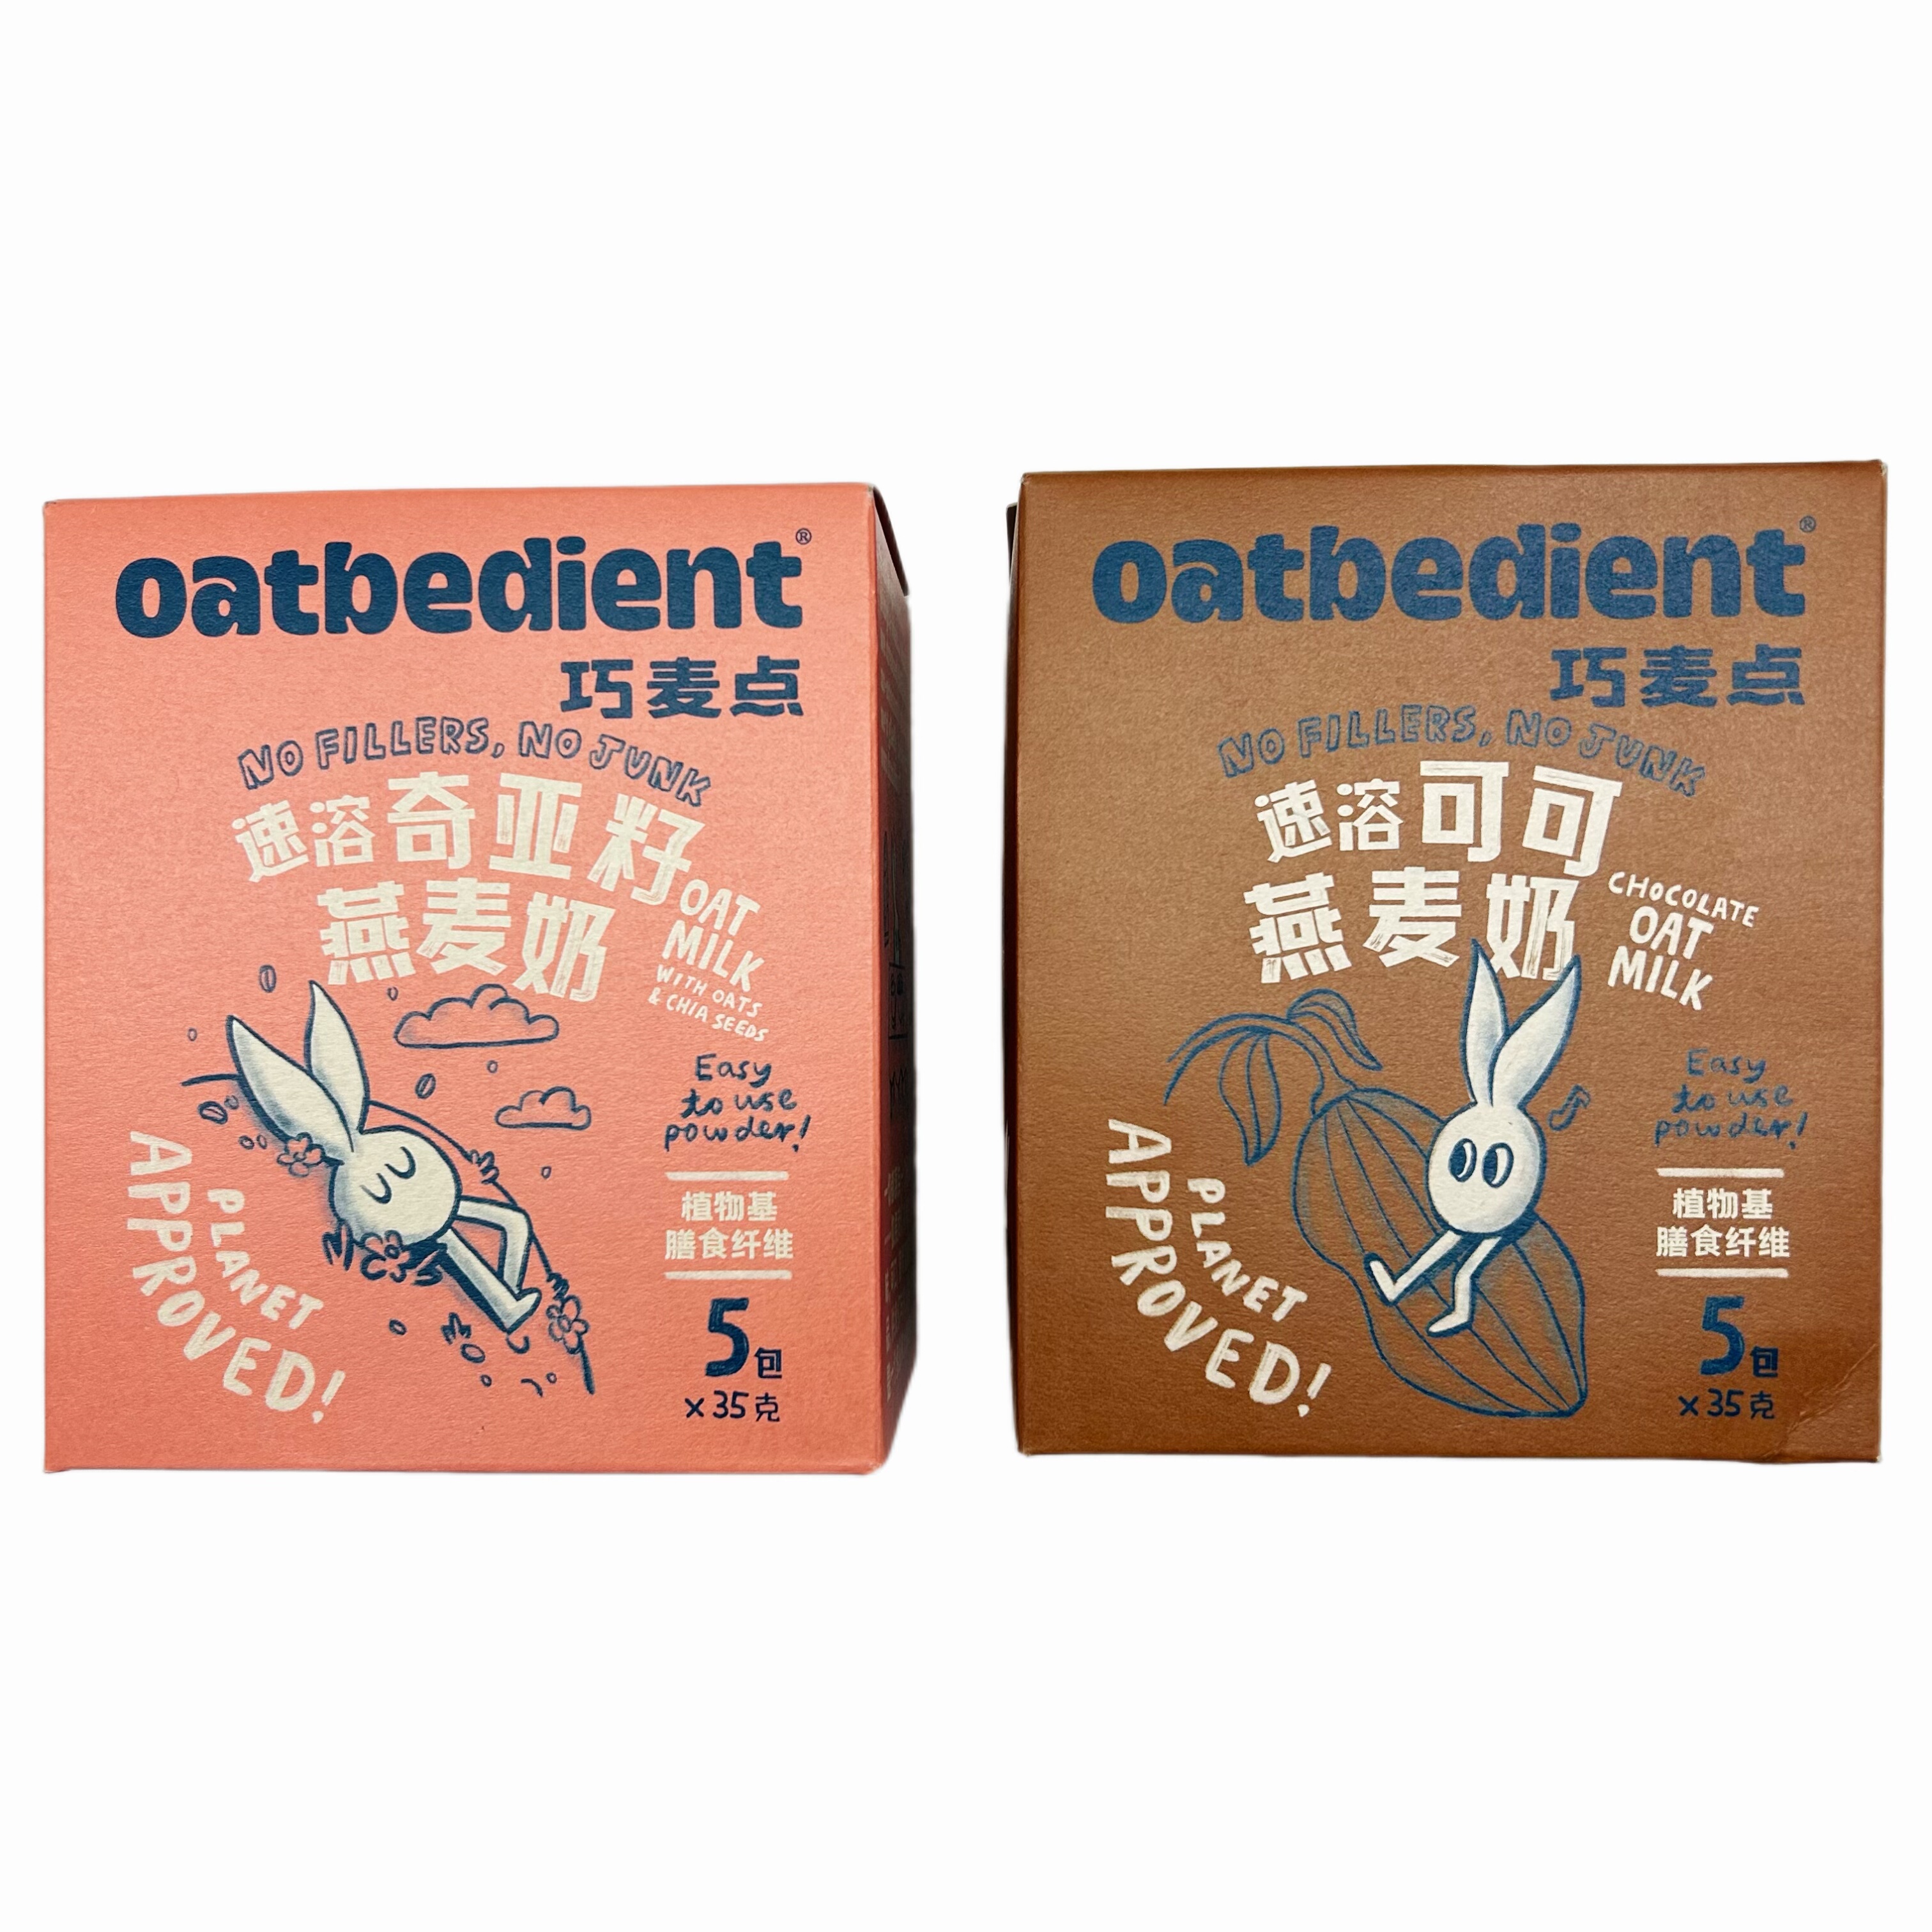 oatbedient®
巧麦点
NO FILLERS, NO JUNK
速溶奇亚籽
燕麦奶
OAT
MILK
WITH OATS
& CHIA SEEDS
Easy
to use
powder!
PLANET
APPROVED!
植物基
膳食纤维
5包
x 35克
oatbedient®
巧麦点
NO FILLERS, NO JUNK
速溶可可
燕麦奶
CHOCOLATE
OAT
MILK
Easy
to use
powder!
PLANET
APPROVED!
植物基
膳食纤维
5包
x 35克